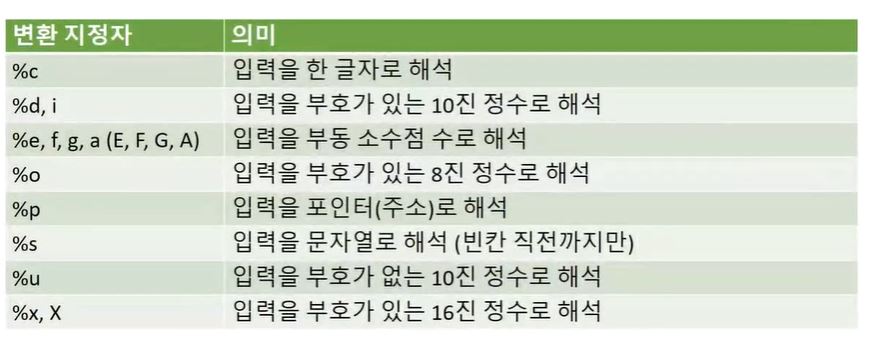 변환 지정자 의미
%c 입력을 한 글자로 해석
%d, i 입력을 부호가 있는 10진 정수로 해석
%e, f, g, a (E, F, G, A) 입력을 부동 소수점 수로 해석
%o 입력을 부호가 있는 8진 정수로 해석
%p 입력을 포인터(주소)로 해석
%s 입력을 문자열로 해석 (빈칸 직전까지만)
%u 입력을 부호가 없는 10진 정수로 해석
%x, X 입력을 부호가 있는 16진 정수로 해석